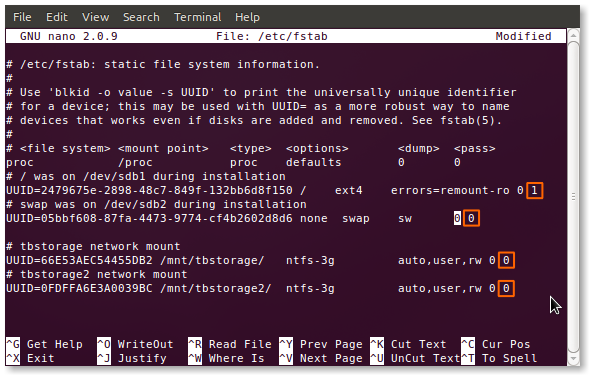 File Edit View Search Terminal Help
GNU nano 2.0.9 File: /etc/fstab Modified
# /etc/fstab: static file system information.
#
# Use 'blkid -o value -s UUID' to print the universally unique identifier
# for a device; this may be used with UUID= as a more robust way to name
# devices that works even if disks are added and removed. See fstab(5).
#
# <file system> <mount point> <type> <options> <dump> <pass>
proc /proc proc defaults 0 0
# / was on /dev/sdb1 during installation
UUID=2479675e-2898-48c7-849f-132bb6d8f150 / ext4 errors=remount-ro 0 1
# swap was on /dev/sdb2 during installation
UUID=05bbf608-87fa-4473-9774-cf4b2602d8d6 none swap sw 0 0
# tbstorage network mount
UUID=66E53AEC54455DB2 /mnt/tbstorage/ ntfs-3g auto,user,rw 0 0
# tbstorage2 network mount
UUID=0FDFFA6E3A0039BC /mnt/tbstorage2/ ntfs-3g auto,user,rw 0 0
^G Get Help ^O WriteOut ^R Read File ^Y Prev Page ^K Cut Text ^C Cur Pos
^X Exit ^J Justify ^W Where Is ^V Next Page ^U UnCut Text ^T To Spell